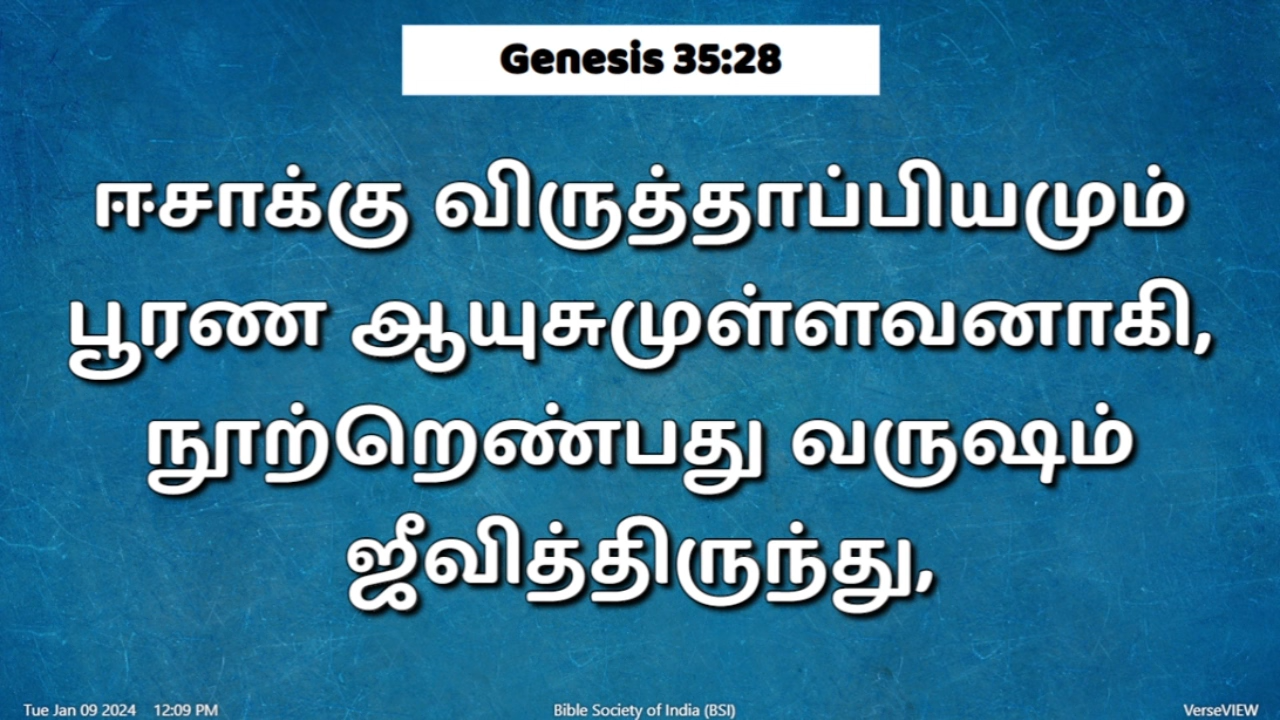 Genesis 35:28
ஈசாக்கு விருத்தாப்பியமும்
பூரண ஆயுசுமுள்ளவனாகி,
நூற்றெண்பது வருஷம்
ஜீவித்திருந்து,
Tue Jan 09 2024 12:09 PM Bible Society of India (BSI) VerseVIEW